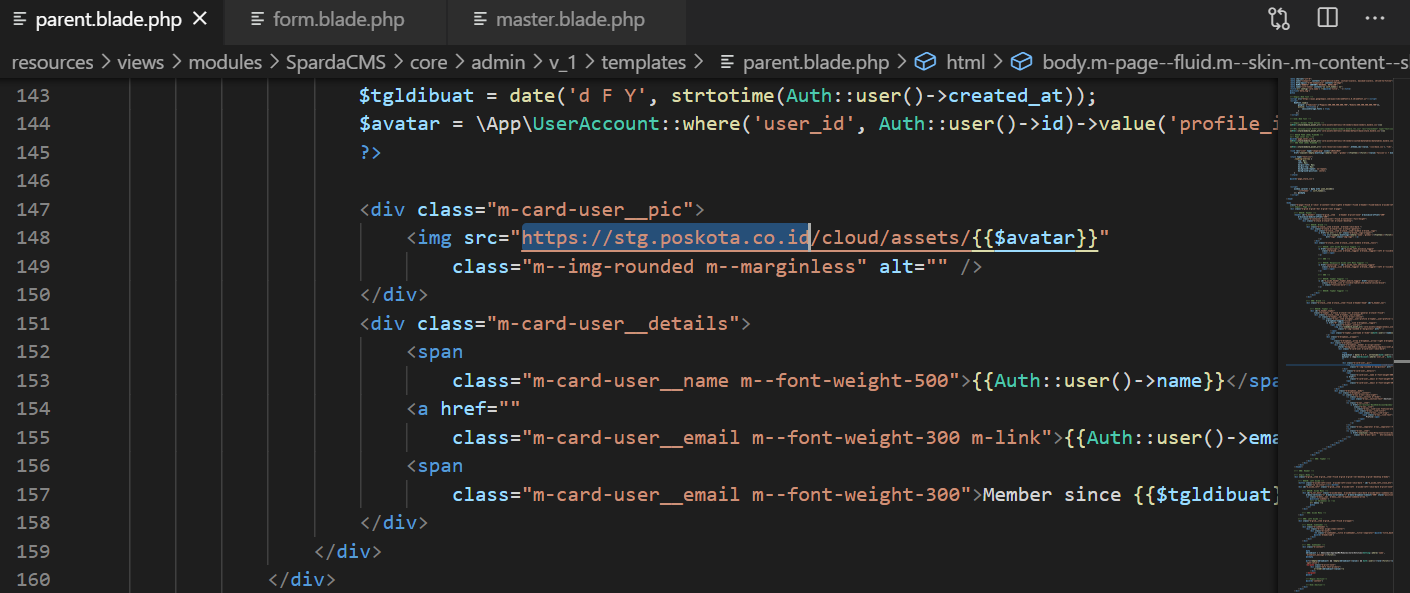 parent.blade.php
form.blade.php
master.blade.php
resources > views > modules > SpardaCMS > core > admin > v_1 > templates > parent.blade.php > html > body.m-page--fluid.m--skin-.m-content--s
143 $tgldibuat = date('d F Y', strtotime(Auth::user()->created_at));
144 $avatar = \App\UserAccount::where('user_id', Auth::user()->id)->value('profile_i
145 ?>
146
147 <div class="m-card-user__pic">
148 <img src="https://stg.poskota.co.id/cloud/assets/{{$avatar}}"
149 class="m--img-rounded m--marginless" alt="" />
150 </div>
151 <div class="m-card-user__details">
152 <span
153 class="m-card-user__name m--font-weight-500">{{Auth::user()->name}}</spa
154 <a href=""
155 class="m-card-user__email m--font-weight-300 m-link">{{Auth::user()->ema
156 <span
157 class="m-card-user__email m--font-weight-300">Member since {{$tgldibuat}
158 </div>
159 </div>
160 </div>